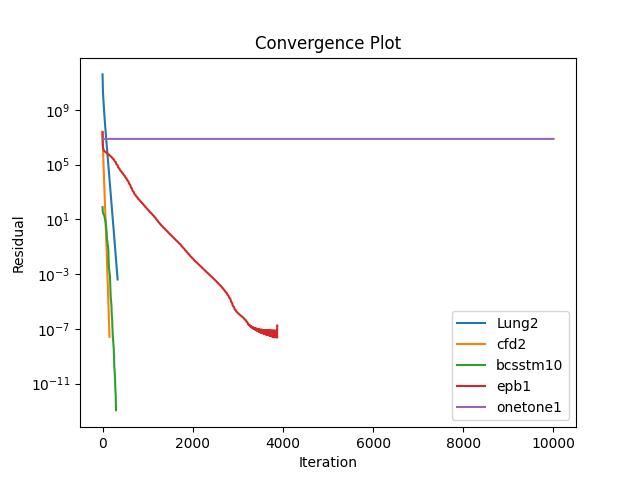 Convergence Plot
Residual
10^9
10^5
10^1
10^-3
10^-7
10^-11
0 2000 4000 6000 8000 10000
Iteration
Lung2
cfd2
bcsstm10
epb1
onetone1